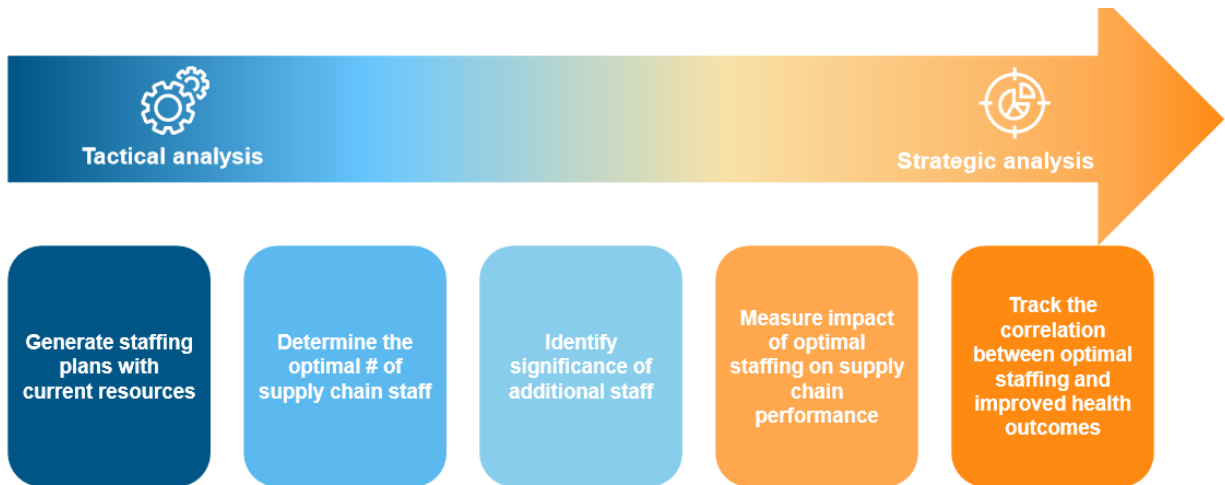 Tactical analysis
Strategic analysis
Generate staffing
plans with
current resources
Determine the
optimal # of
supply chain staff
Identify
significance of
additional staff
Measure impact
of optimal
staffing on supply
chain
performance
Track the
correlation
between optimal
staffing and
improved health
outcomes